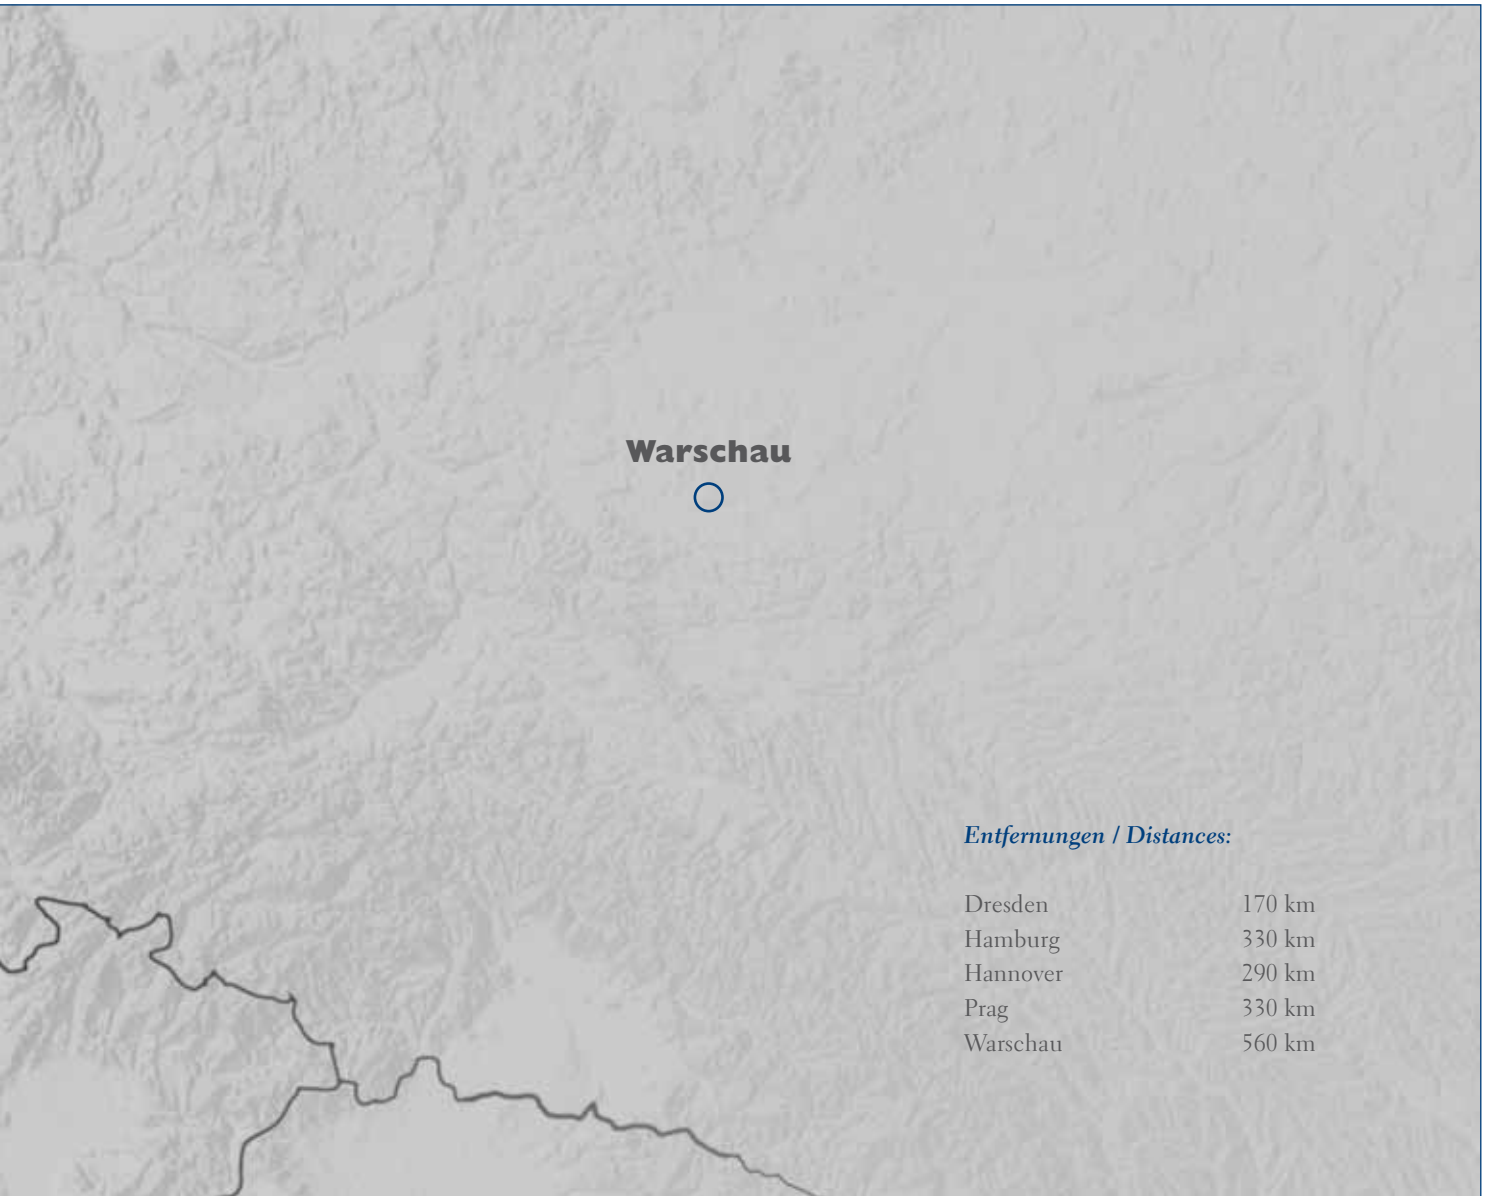 Warschau
Entfernungen / Distances:
Dresden 170 km
Hamburg 330 km
Hannover 290 km
Prag 330 km
Warschau 560 km